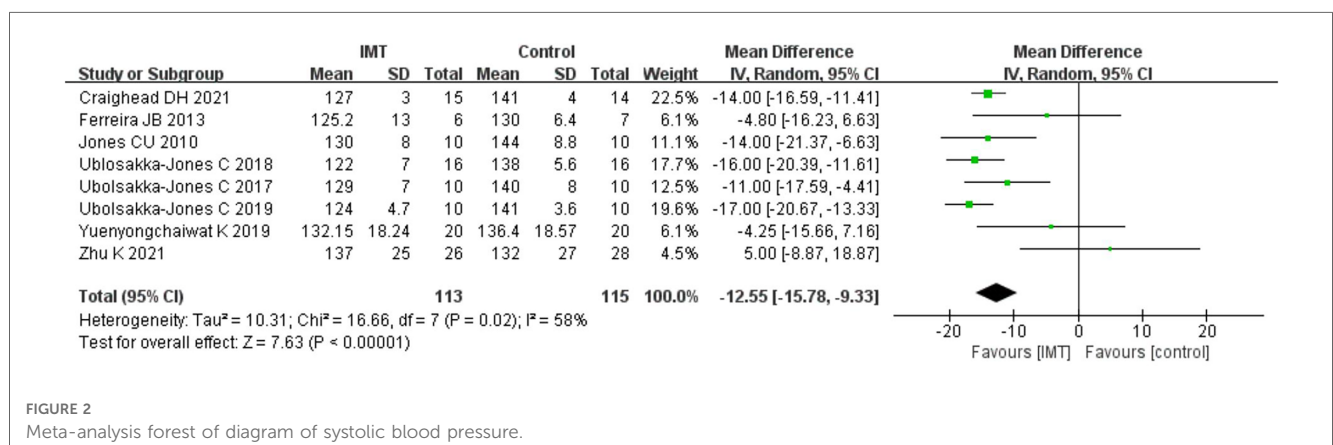 IMT Control Mean Difference Mean Difference
Study or Subgroup Mean SD Total Mean SD Total Weight IV, Random, 95% CI IV, Random, 95% CI
Craighead DH 2021 127 3 15 141 4 14 22.5% -14.00 [-16.59, -11.41]
Ferreira JB 2013 125.2 13 6 130 6.4 7 6.1% -4.80 [-16.23, 6.63]
Jones CU 2010 130 8 10 144 8.8 10 11.1% -14.00 [-21.37, -6.63]
Ublosakka-Jones C 2018 122 7 16 138 5.6 16 17.7% -16.00 [-20.39, -11.61]
Ubolsakka-Jones C 2017 129 7 10 140 8 10 12.5% -11.00 [-17.59, -4.41]
Ubolsakka-Jones C 2019 124 4.7 10 141 3.6 10 19.6% -17.00 [-20.67, -13.33]
Yuenyongchaiwat K 2019 132.15 18.24 20 136.4 18.57 20 6.1% -4.25 [-15.66, 7.16]
Zhu K 2021 137 25 26 132 27 28 4.5% 5.00 [-8.87, 18.87]
Total (95% CI) 113 115 100.0% -12.55 [-15.78, -9.33]
Heterogeneity: Tau² = 10.31; Chi² = 16.66, df = 7 (P = 0.02); I² = 58%
Test for overall effect: Z = 7.63 (P < 0.00001)
-20 -10 0 10 20
Favours [IMT] Favours [control]
FIGURE 2
Meta-analysis forest of diagram of systolic blood pressure.